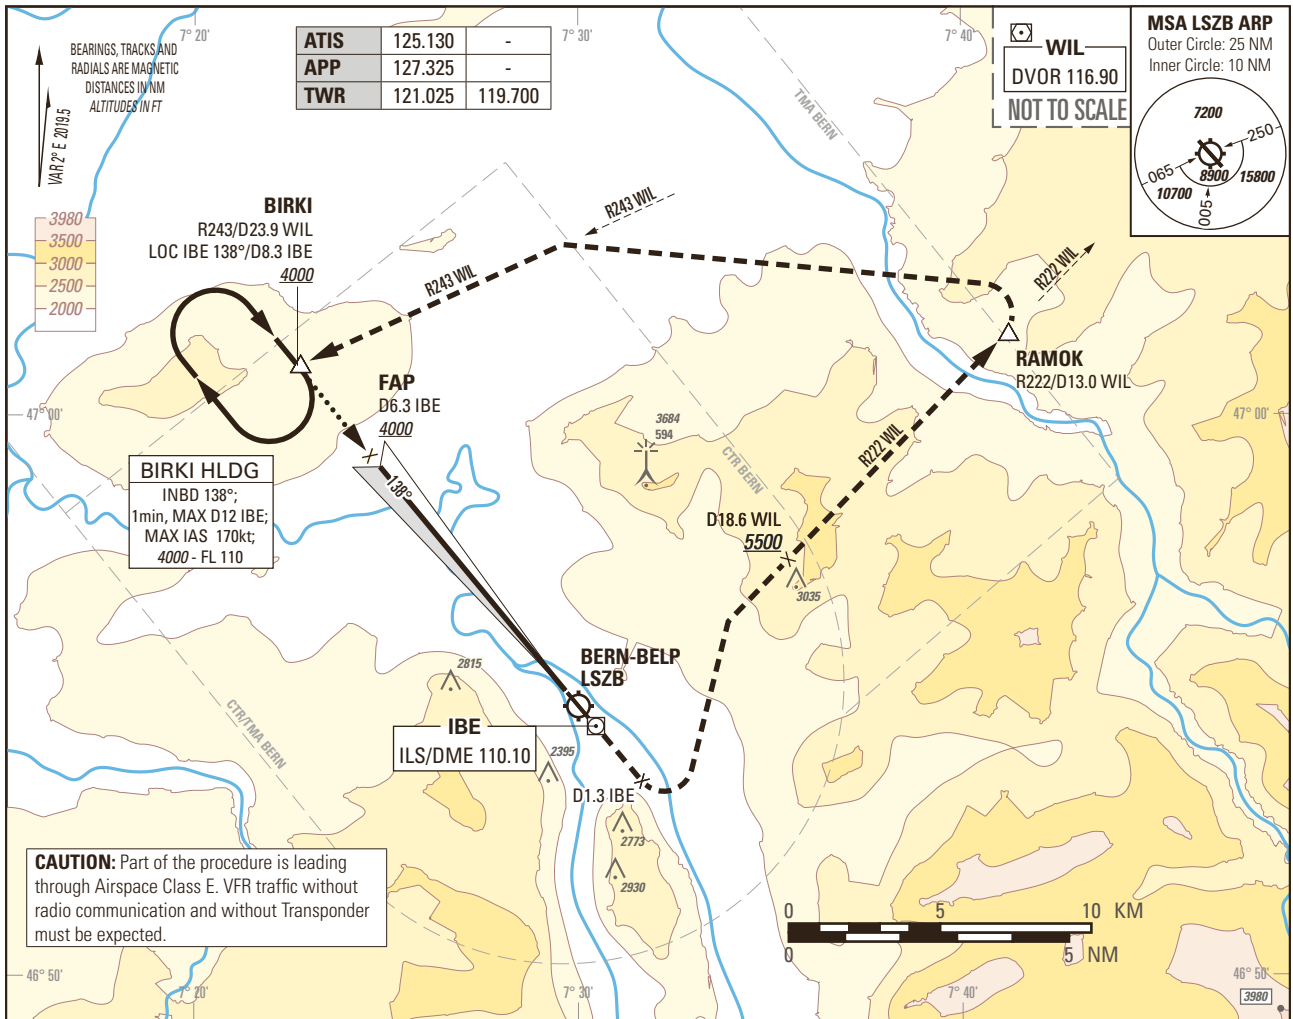 7° 20'
7° 30'
7° 40'
BEARINGS, TRACKS AND
RADIALS ARE MAGNETIC
DISTANCES IN NM
ALTITUDES IN FT
VAR 2° E 2019.5
ATIS 125.130 -
APP 127.325 -
TWR 121.025 119.700
WIL
DVOR 116.90
NOT TO SCALE
MSA LSZB ARP
Outer Circle: 25 NM
Inner Circle: 10 NM
7200
250
065
8900
15800
10700
005
TMA BERN
3980
3500
3000
2500
2000
BIRKI
R243/D23.9 WIL
LOC IBE 138°/D8.3 IBE
4000
R243 WIL
R243 WIL
R222 WIL
RAMOK
R222/D13.0 WIL
FAP
D6.3 IBE
4000
47° 00'
47° 00'
3684
594
CTR BERN
R222 WIL
138°
BIRKI HLDG
INBD 138°;
1min, MAX D12 IBE;
MAX IAS 170kt;
4000 - FL 110
D18.6 WIL
5500
3035
BERN-BELP
LSZB
2815
CTR/TMA BERN
IBE
ILS/DME 110.10
2395
D1.3 IBE
2773
2930
CAUTION: Part of the procedure is leading
through Airspace Class E. VFR traffic without
radio communication and without Transponder
must be expected.
0 5 10 KM
0 5 NM
46° 50'
46° 50'
7° 20'
7° 30'
7° 40'
3980